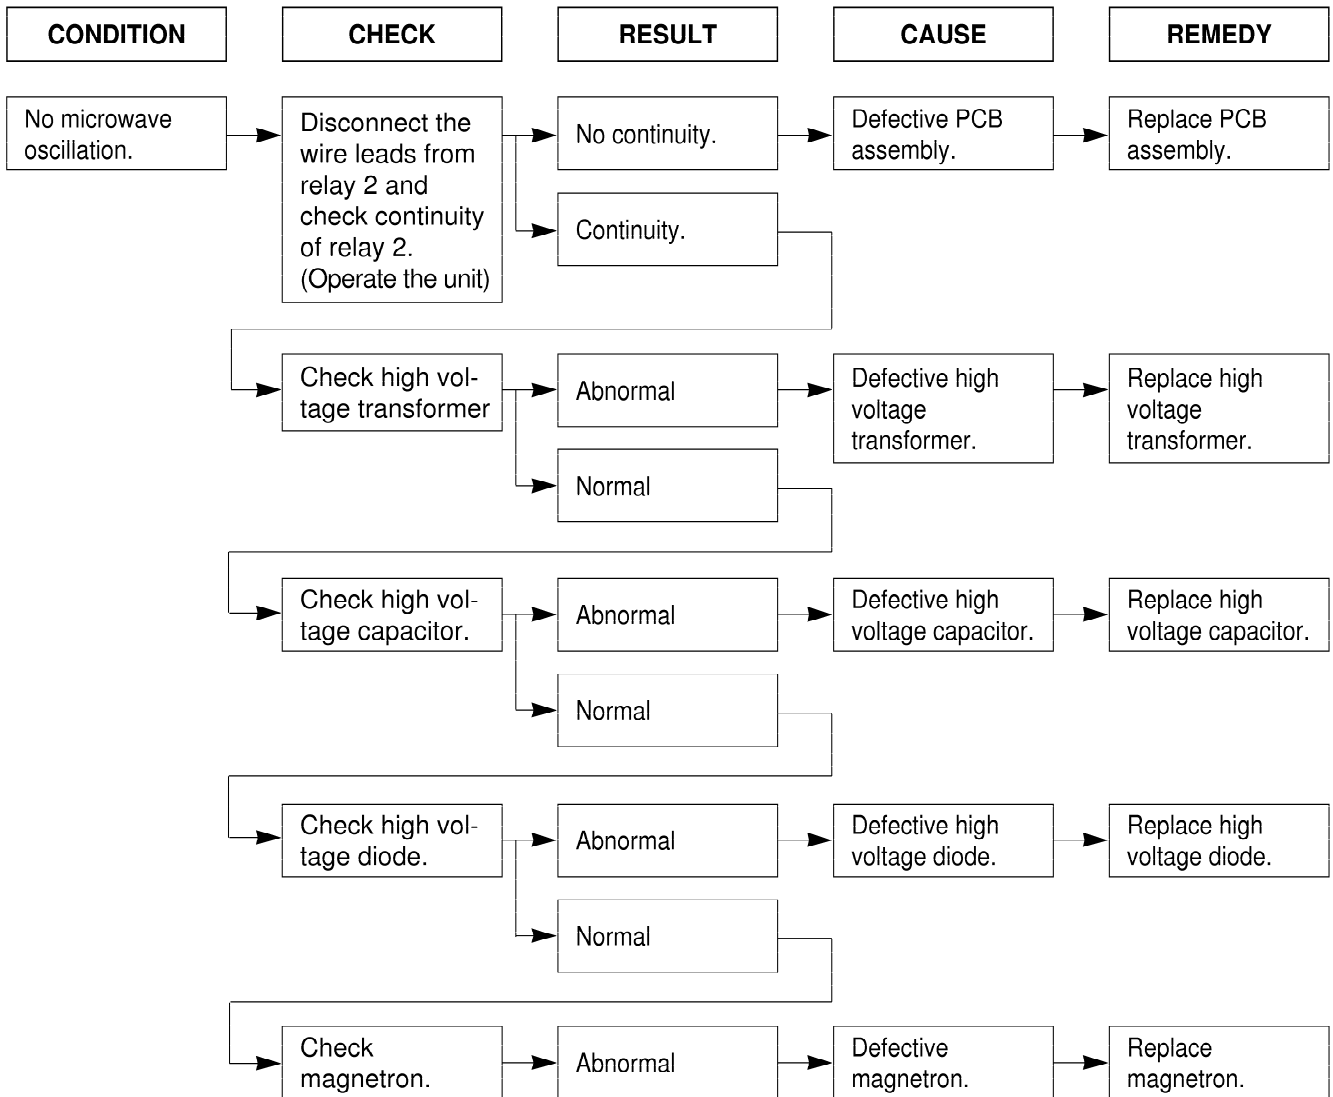 CONDITION
CHECK
RESULT
CAUSE
REMEDY
No microwave
oscillation.
Disconnect the
wire leads from
relay 2 and
check continuity
of relay 2.
(Operate the unit)
No continuity.
Defective PCB
assembly.
Replace PCB
assembly.
Continuity.
Check high vol-
tage transformer
Abnormal
Defective high
voltage
transformer.
Replace high
voltage
transformer.
Normal
Check high vol-
tage capacitor.
Abnormal
Defective high
voltage capacitor.
Replace high
voltage capacitor.
Normal
Check high vol-
tage diode.
Abnormal
Defective high
voltage diode.
Replace high
voltage diode.
Normal
Check
magnetron.
Abnormal
Defective
magnetron.
Replace
magnetron.